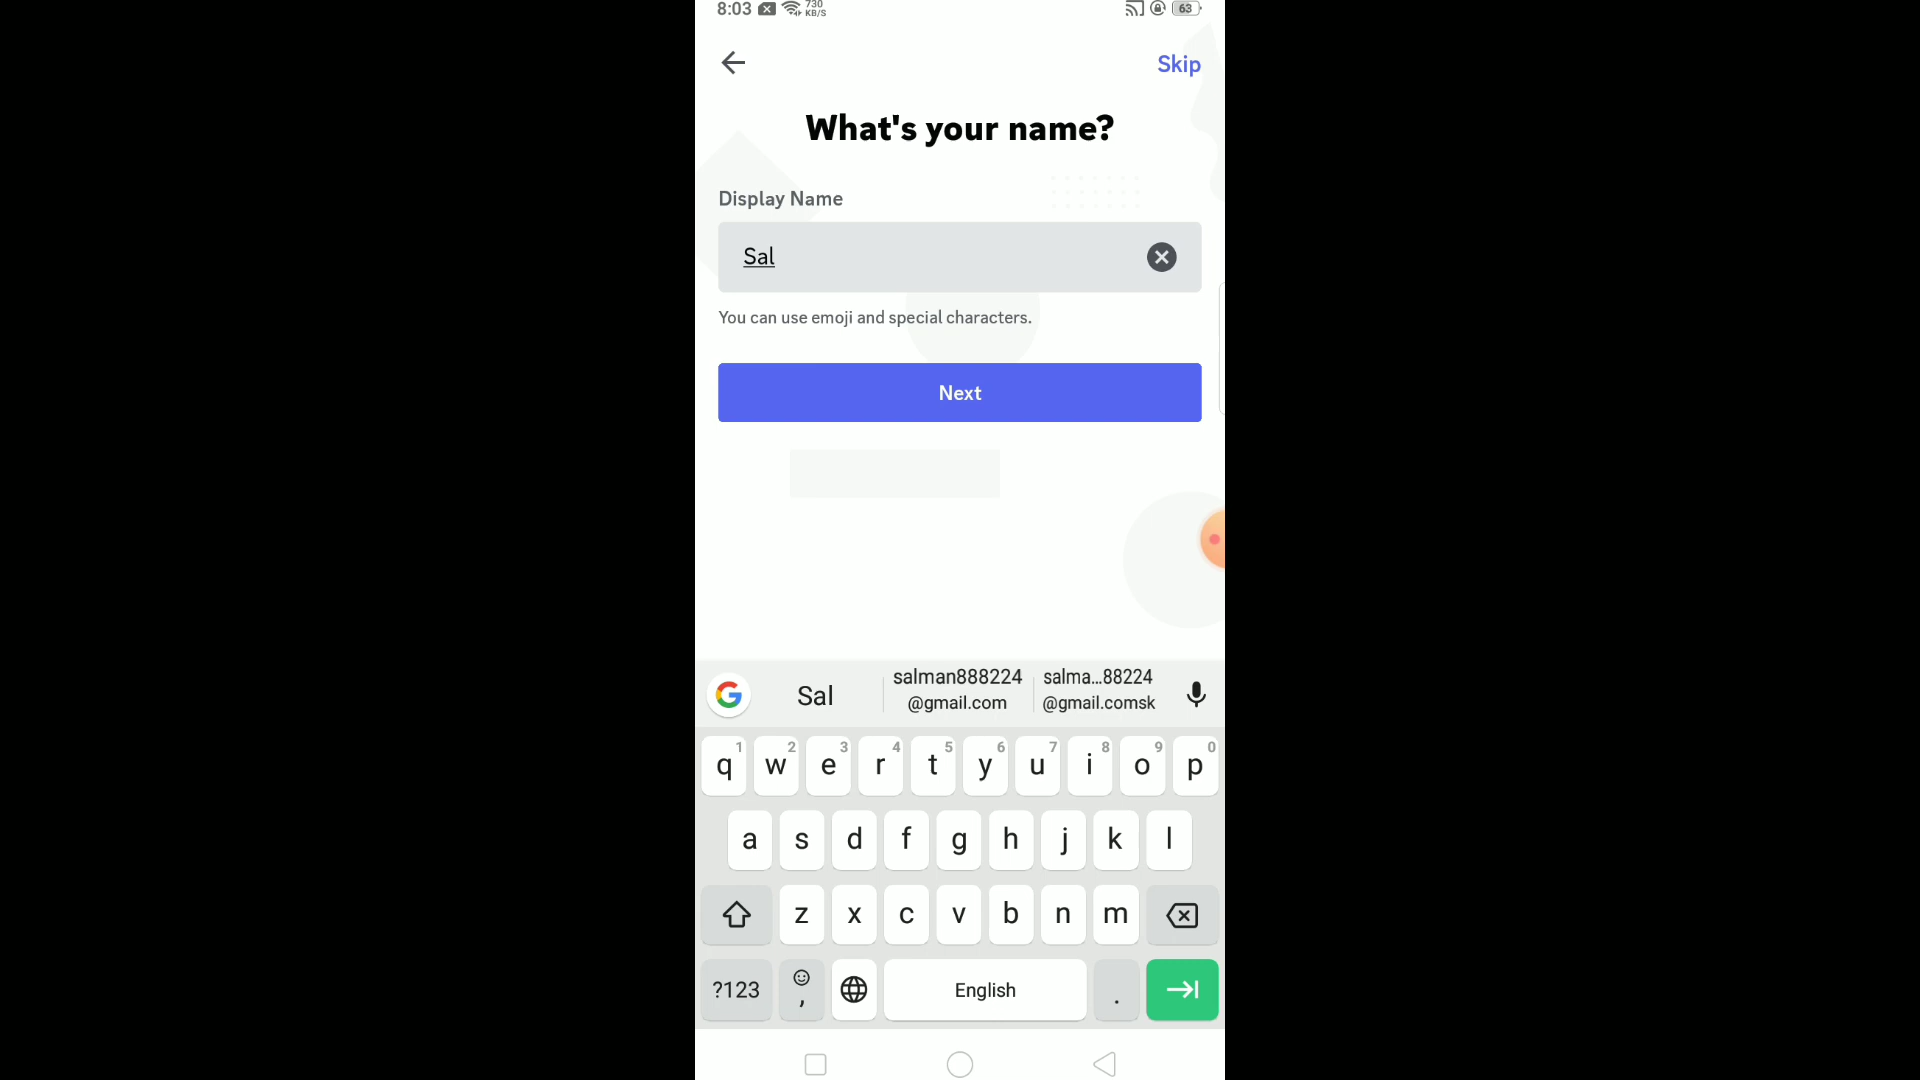 8:03 730 KB/S 63
Skip
What's your name?
Display Name
Sal
You can use emoji and special characters.
Next
Sal salman888224@gmail.com salma...88224@gmail.comsk
1 2 3 4 5 6 7 8 9 0
q w e r t y u i o p
a s d f g h j k l
z x c v b n m
?123 , English .